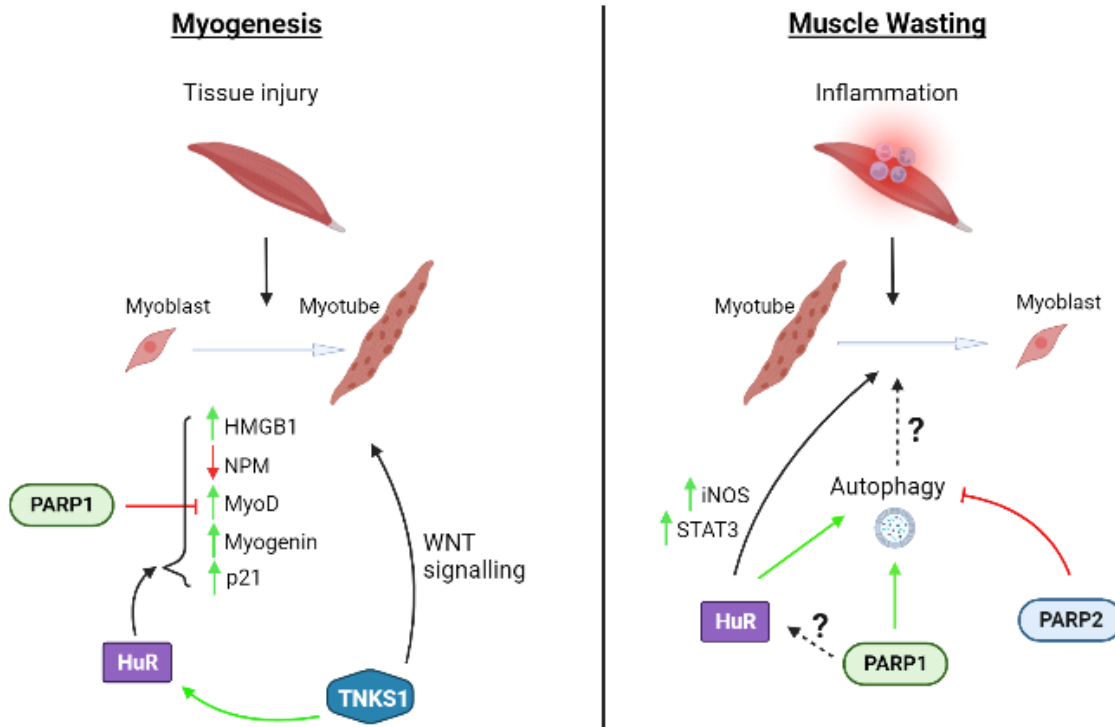 Myogenesis
Tissue injury
Myoblast
Myotube
HMGB1
NPM
MyoD
Myogenin
p21
PARP1
HuR
TNKS1
WNT
signalling
Muscle Wasting
Inflammation
Myotube
Myoblast
?
iNOS
STAT3
Autophagy
HuR
?
PARP1
PARP2